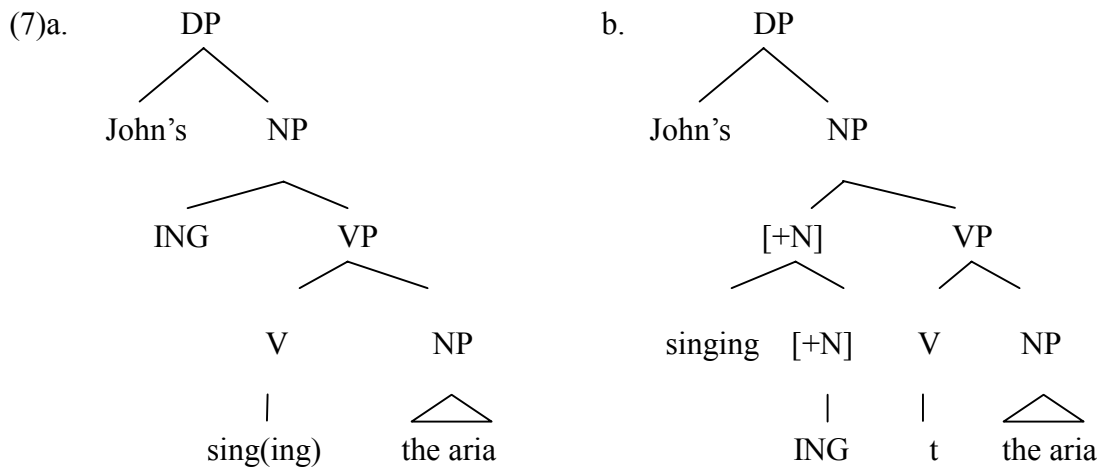 (7)a. DP b. DP
John’s NP John’s NP
ING VP [+N] VP
V NP singing [+N] V NP
sing(ing) the aria ING t the aria